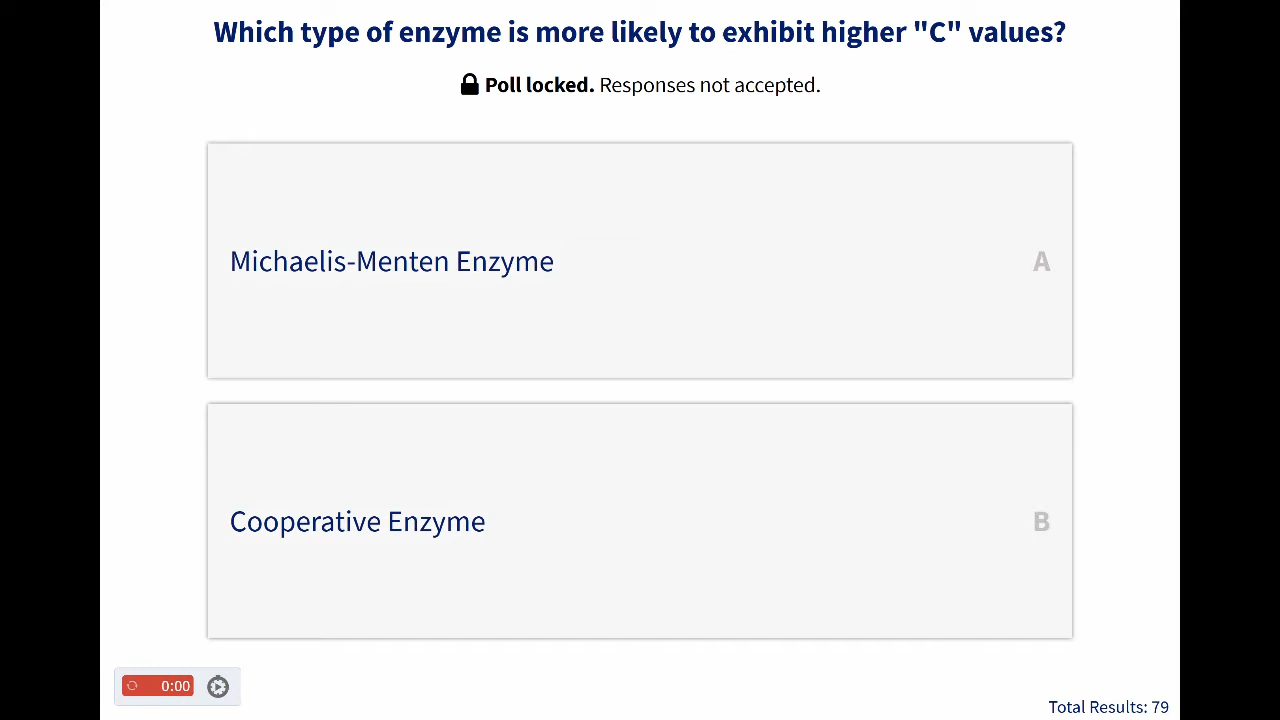 Which type of enzyme is more likely to exhibit higher "C" values?
Poll locked. Responses not accepted.
Michaelis-Menten Enzyme A
Cooperative Enzyme B
0:00
Total Results: 79